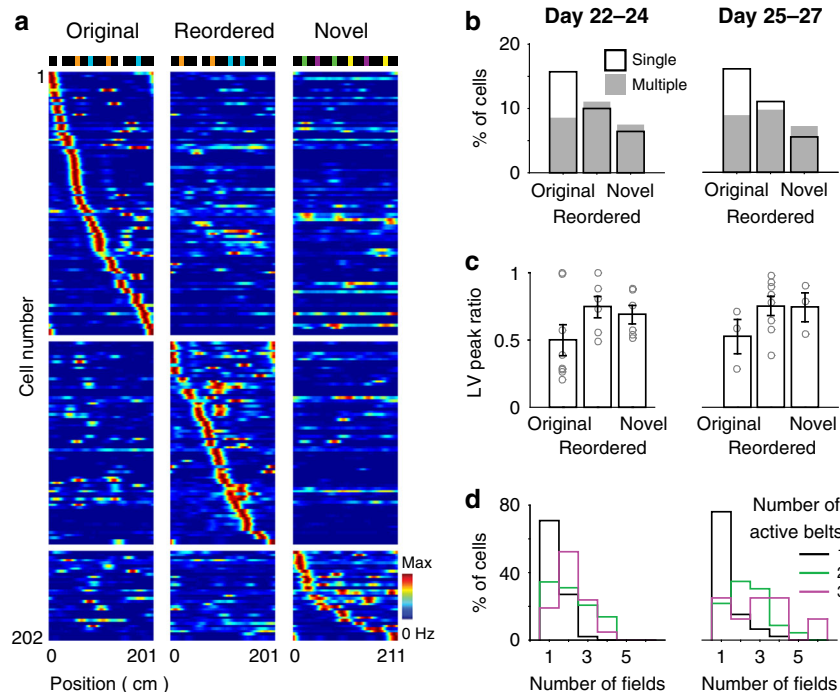 a
Original
Reordered
Novel
1
Cell number
202
Max
0 Hz
0
201
0
201
0
211
Position ( cm )
b
Day 22–24
Day 25–27
20
10
0
% of cells
Single
Multiple
Original
Novel
Reordered
Original
Novel
Reordered
c
1
0.5
0
LV peak ratio
Original
Novel
Reordered
Original
Novel
Reordered
d
80
40
0
% of cells
Number of
active belts
2
3
1
3
5
1
3
5
Number of fields
Number of fields